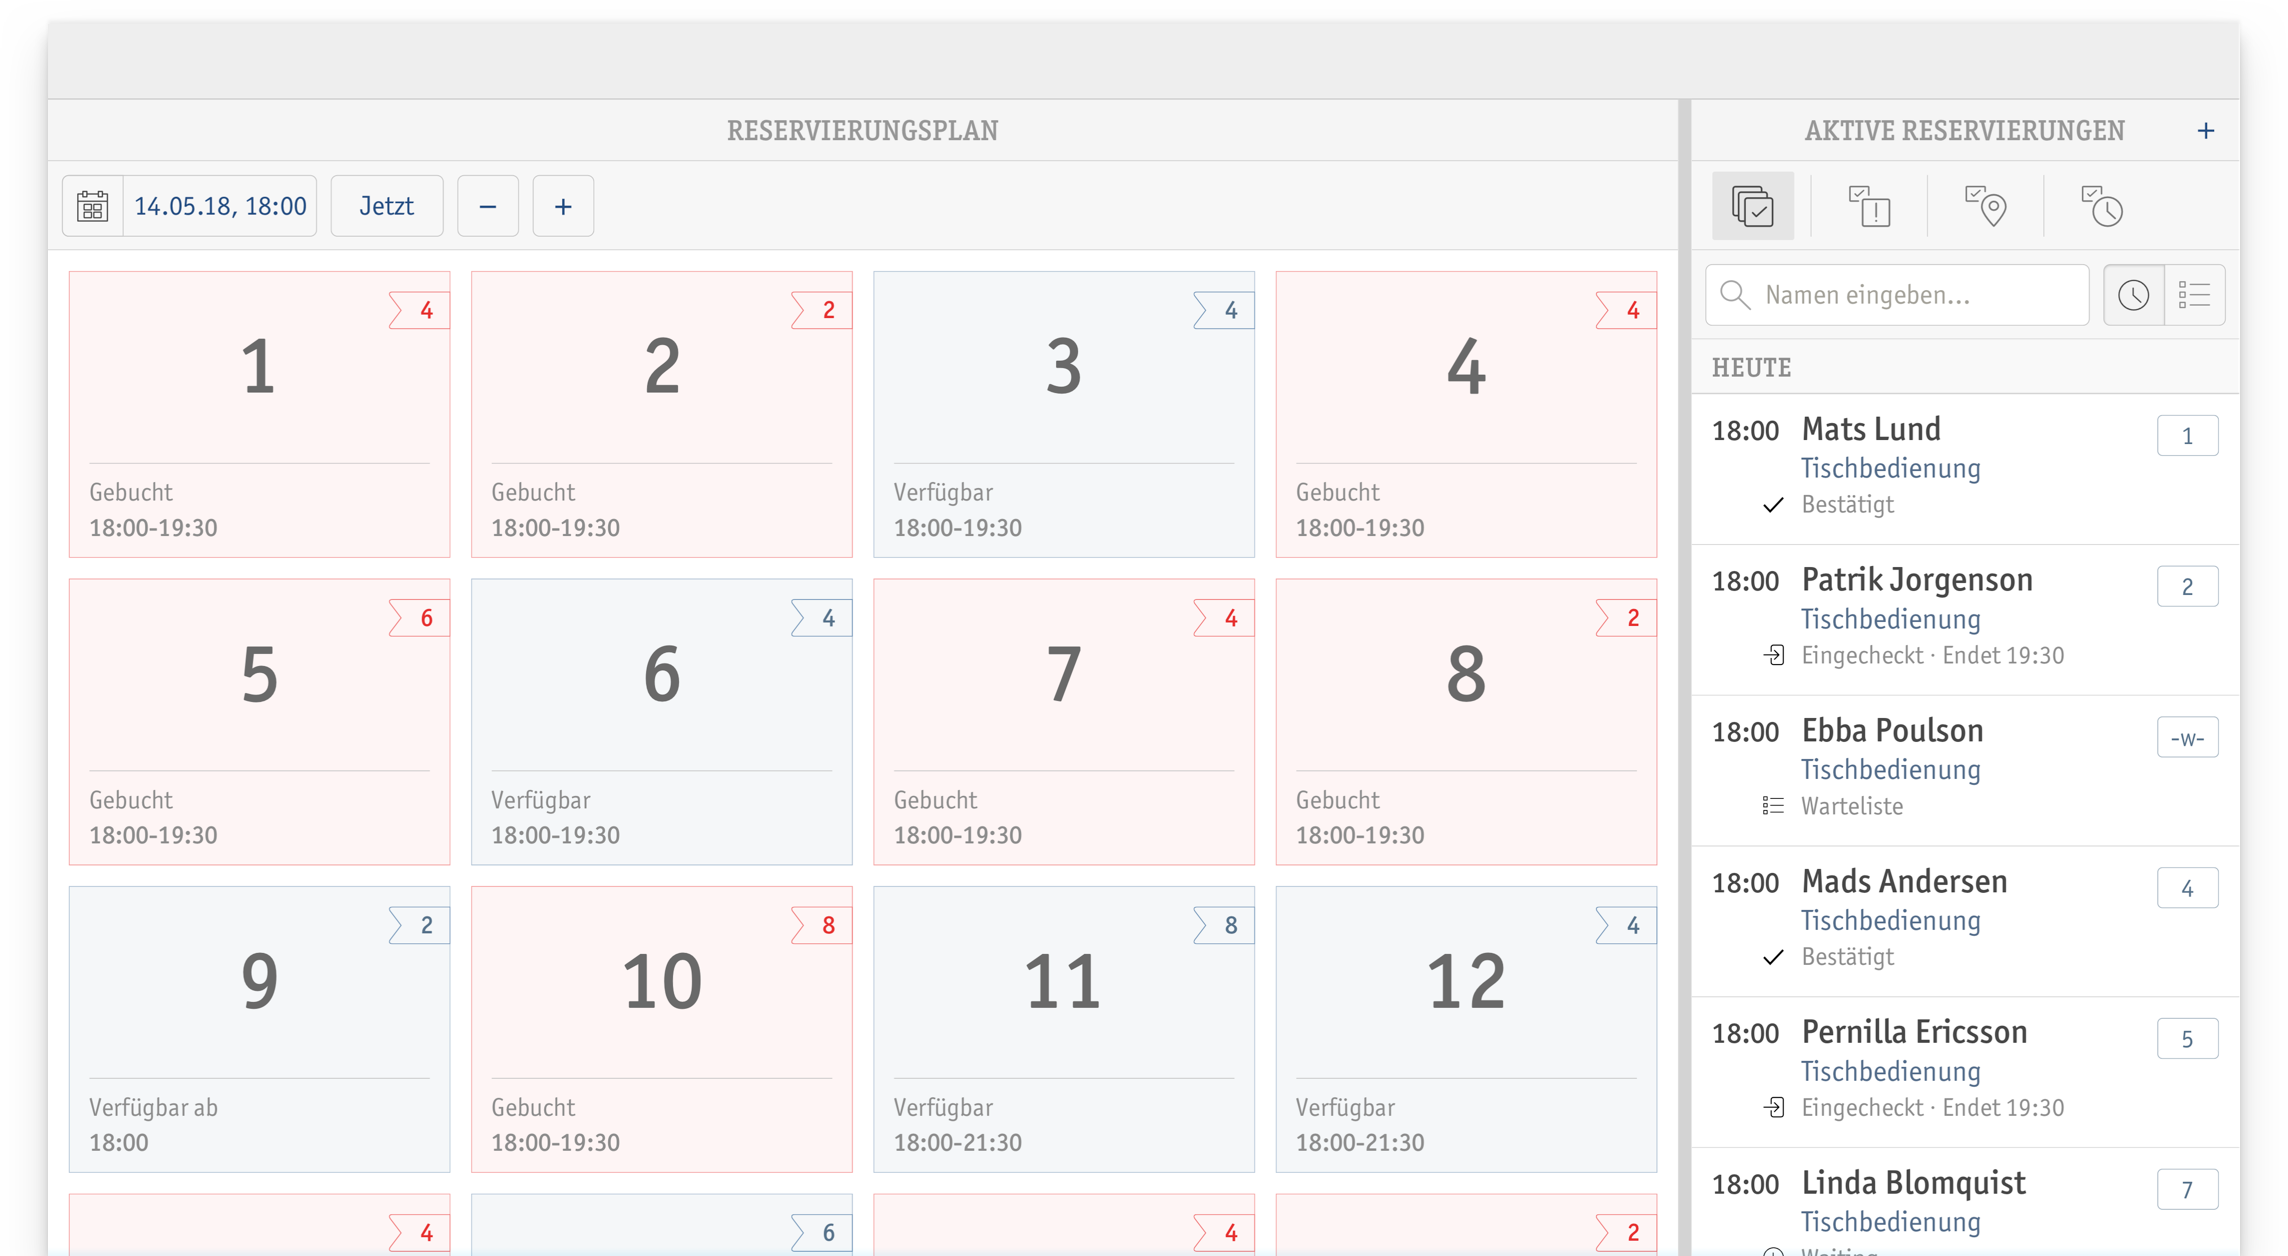 RESERVIERUNGSPLAN
14.05.18, 18:00
Jetzt
−
+
1
4
Gebucht
18:00-19:30
2
2
Gebucht
18:00-19:30
3
4
Verfügbar
18:00-19:30
4
4
Gebucht
18:00-19:30
5
6
Gebucht
18:00-19:30
6
4
Verfügbar
18:00-19:30
7
4
Gebucht
18:00-19:30
8
2
Gebucht
18:00-19:30
9
2
Verfügbar ab
18:00
10
8
Gebucht
18:00-19:30
11
8
Verfügbar
18:00-21:30
12
4
Verfügbar
18:00-21:30
4
6
4
2
AKTIVE RESERVIERUNGEN
+
Namen eingeben...
HEUTE
18:00 Mats Lund 1
Tischbedienung
Bestätigt
18:00 Patrik Jorgenson 2
Tischbedienung
Eingecheckt · Endet 19:30
18:00 Ebba Poulson -w-
Tischbedienung
Warteliste
18:00 Mads Andersen 4
Tischbedienung
Bestätigt
18:00 Pernilla Ericsson 5
Tischbedienung
Eingecheckt · Endet 19:30
18:00 Linda Blomquist 7
Tischbedienung
Waiting